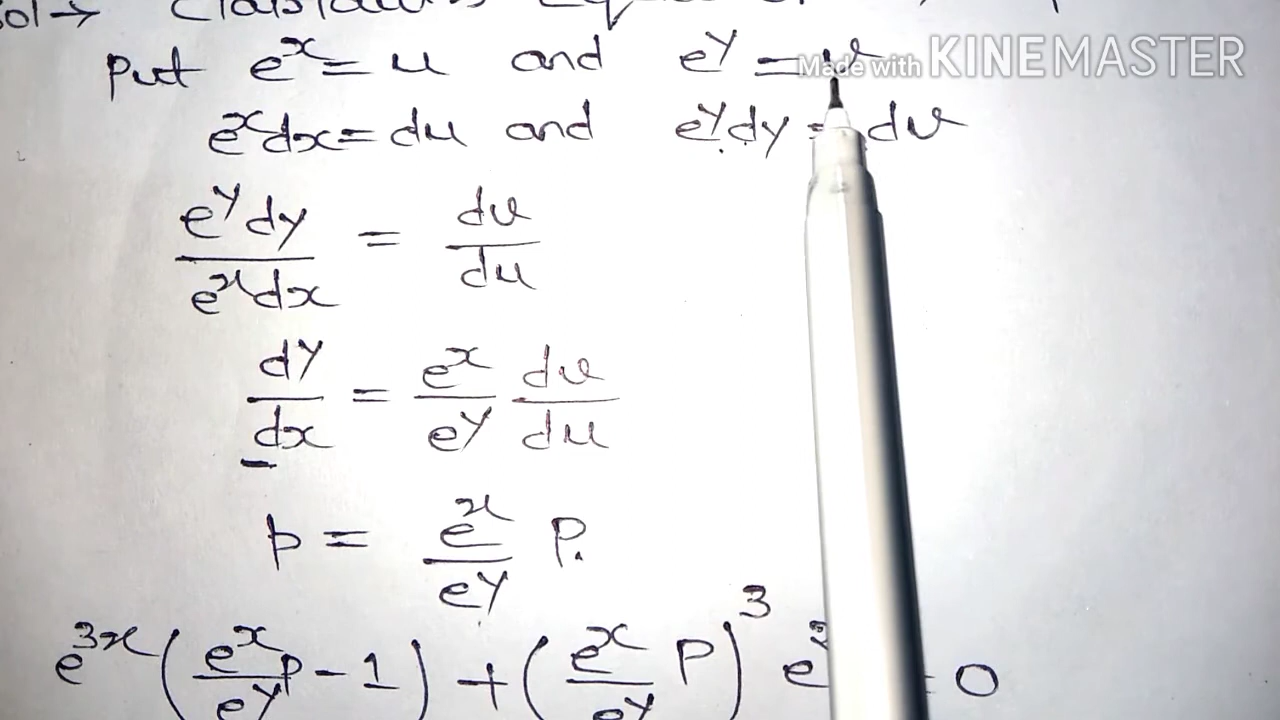 Put e^x = u and e^y = v
Made with KINEMASTER
e^x dx = du and e^y dy = dv
e^y dy / e^x dx = dv / du
dy / dx = e^x / e^y dv / du
p = e^x / e^y P.
e^3x ( e^x / e^y P - 1 ) + ( e^x / e^y P )^3 e = 0